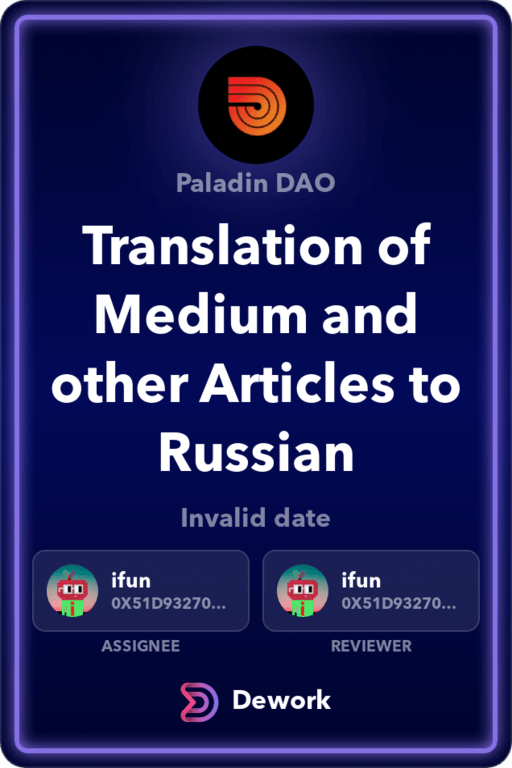 Paladin DAO
Translation of
Medium and
other Articles to
Russian
Invalid date
ifun
0X51D93270...
ASSIGNEE
ifun
0X51D93270...
REVIEWER
Dework